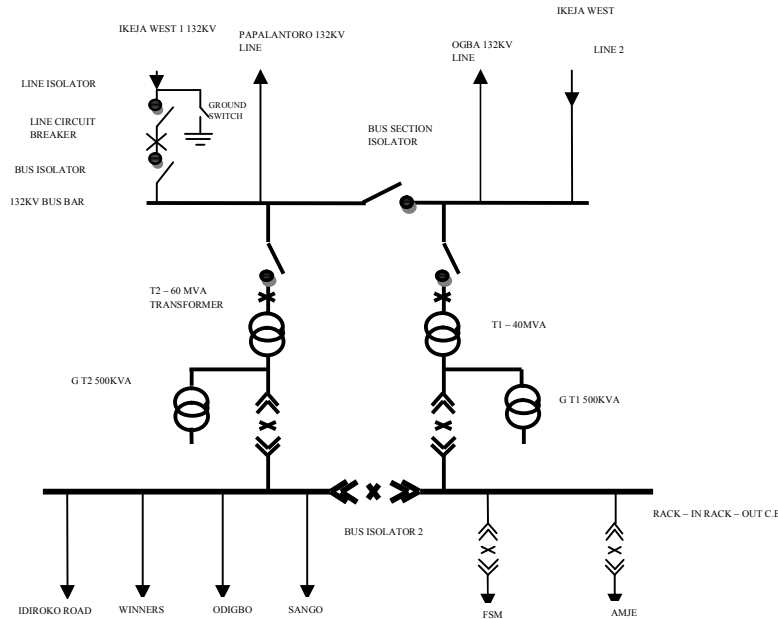 IKEJA WEST 1 132KV
PAPALANTORO 132KV
LINE
OGBA 132KV
LINE
IKEJA WEST
LINE 2
LINE ISOLATOR
GROUND
SWITCH
LINE CIRCUIT
BREAKER
BUS SECTION
ISOLATOR
BUS ISOLATOR
132KV BUS BAR
T2 – 60 MVA
TRANSFORMER
T1 – 40MVA
G T2 500KVA
G T1 500KVA
RACK – IN RACK – OUT C.B
BUS ISOLATOR 2
IDIROKO ROAD
WINNERS
ODIGBO
SANGO
FSM
AMJE